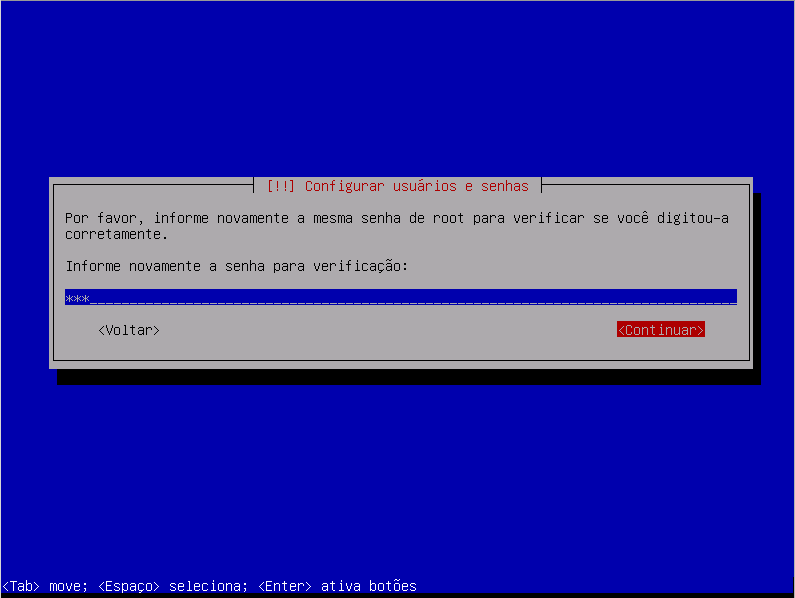 [!!] Configurar usuários e senhas
Por favor, informe novamente a mesma senha de root para verificar se você digitou-a
corretamente.
Informe novamente a senha para verificação:
***
<Voltar> <Continuar>
<Tab> move; <Espaço> seleciona; <Enter> ativa botões